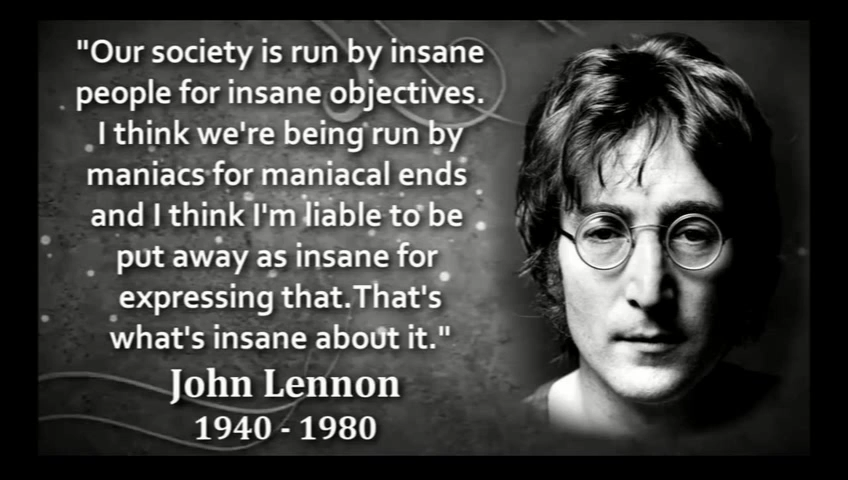 "Our society is run by insane
people for insane objectives.
I think we're being run by
maniacs for maniacal ends
and I think I'm liable to be
put away as insane for
expressing that.That's
what's insane about it."
John Lennon
1940 - 1980